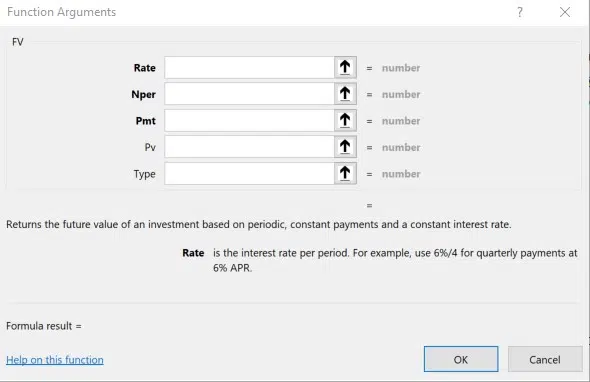 Function Arguments ? X
FV
Rate = number
Nper = number
Pmt = number
Pv = number
Type = number
=
Returns the future value of an investment based on periodic, constant payments and a constant interest rate.
Rate is the interest rate per period. For example, use 6%/4 for quarterly payments at
6% APR.
Formula result =
Help on this function OK Cancel